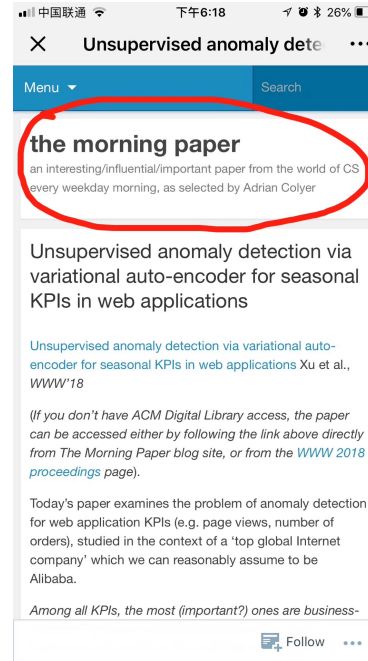 中国联通 下午6:18 26%
Unsupervised anomaly dete
Menu Search
the morning paper
an interesting/influential/important paper from the world of CS
every weekday morning, as selected by Adrian Colyer
Unsupervised anomaly detection via
variational auto-encoder for seasonal
KPIs in web applications
Unsupervised anomaly detection via variational auto-
encoder for seasonal KPIs in web applications Xu et al.,
WWW'18
(If you don't have ACM Digital Library access, the paper
can be accessed either by following the link above directly
from The Morning Paper blog site, or from the WWW 2018
proceedings page).
Today's paper examines the problem of anomaly detection
for web application KPIs (e.g. page views, number of
orders), studied in the context of a ‘top global Internet
company’ which we can reasonably assume to be
Alibaba.
Among all KPIs, the most (important?) ones are business-
Follow